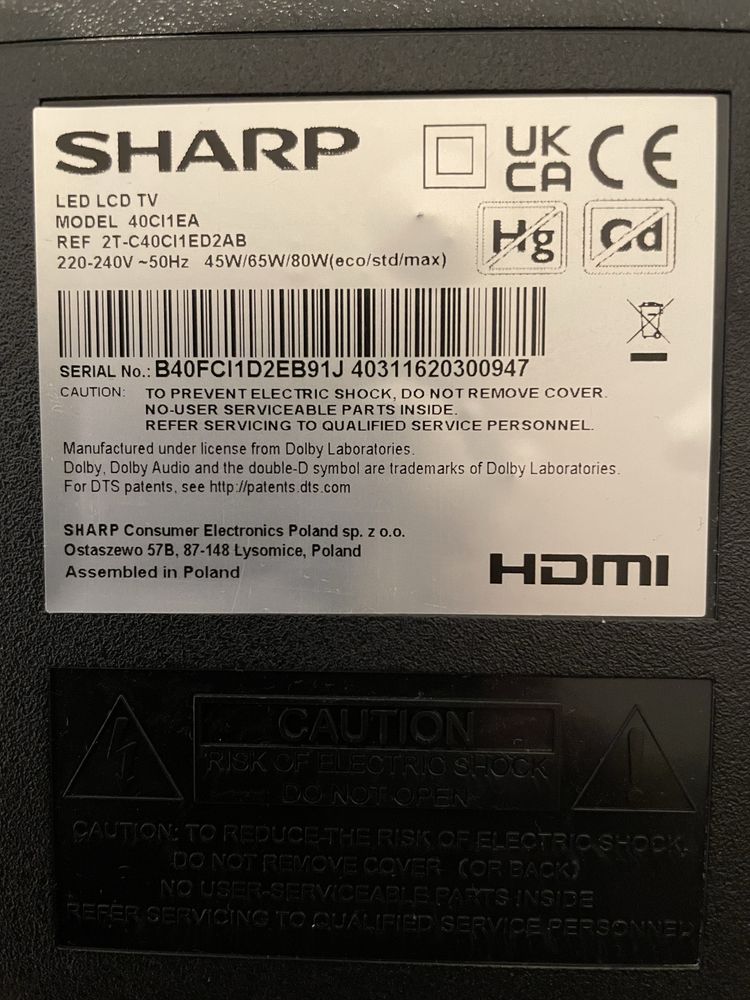 SHARP
UK
CA
CE
LED LCD TV
MODEL 40CI1EA
REF 2T-C40CI1ED2AB
220-240V ~50Hz 45W/65W/80W(eco/std/max)
Hg
Cd
SERIAL No.: B40FCI1D2EB91J 40311620300947
CAUTION: TO PREVENT ELECTRIC SHOCK, DO NOT REMOVE COVER.
NO-USER SERVICEABLE PARTS INSIDE.
REFER SERVICING TO QUALIFIED SERVICE PERSONNEL.
Manufactured under license from Dolby Laboratories.
Dolby, Dolby Audio and the double-D symbol are trademarks of Dolby Laboratories.
For DTS patents, see http://patents.dts.com
SHARP Consumer Electronics Poland sp. z o.o.
Ostaszewo 57B, 87-148 Łysomice, Poland
Assembled in Poland
HDMI
CAUTION
RISK OF ELECTRIC SHOCK
DO NOT OPEN
CAUTION: TO REDUCE THE RISK OF ELECTRIC SHOCK,
DO NOT REMOVE COVER (OR BACK)
NO USER-SERVICEABLE PARTS INSIDE
REFER SERVICING TO QUALIFIED SERVICE PERSONNEL